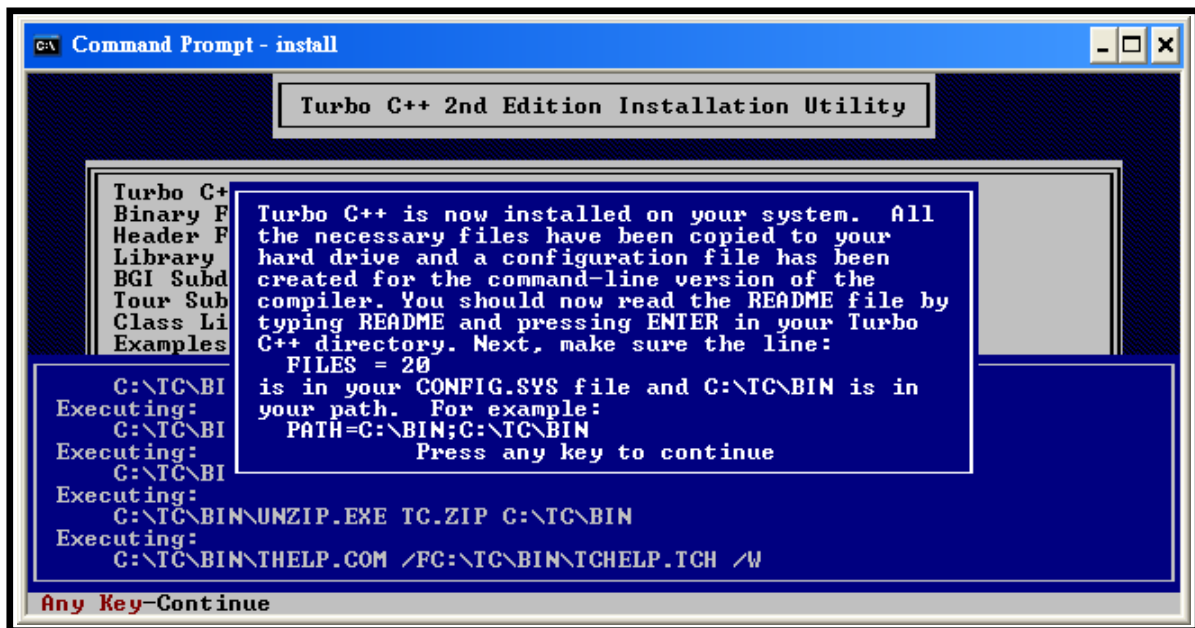 Command Prompt - install
Turbo C++ 2nd Edition Installation Utility
Turbo C+
Binary F
Header F
Library
BGI Subd
Tour Sub
Class Li
Examples
Turbo C++ is now installed on your system.  All
the necessary files have been copied to your
hard drive and a configuration file has been
created for the command-line version of the
compiler. You should now read the README file by
typing README and pressing ENTER in your Turbo
C++ directory. Next, make sure the line:
FILES = 20
is in your CONFIG.SYS file and C:\TC\BIN is in
your path.  For example:
PATH=C:\BIN;C:\TC\BIN
Press any key to continue
C:\TC\BI
Executing:
C:\TC\BI
Executing:
C:\TC\BI
Executing:
C:\TC\BIN\UNZIP.EXE TC.ZIP C:\TC\BIN
Executing:
C:\TC\BIN\THELP.COM /FC:\TC\BIN\TCHELP.TCH /W
Any Key-Continue